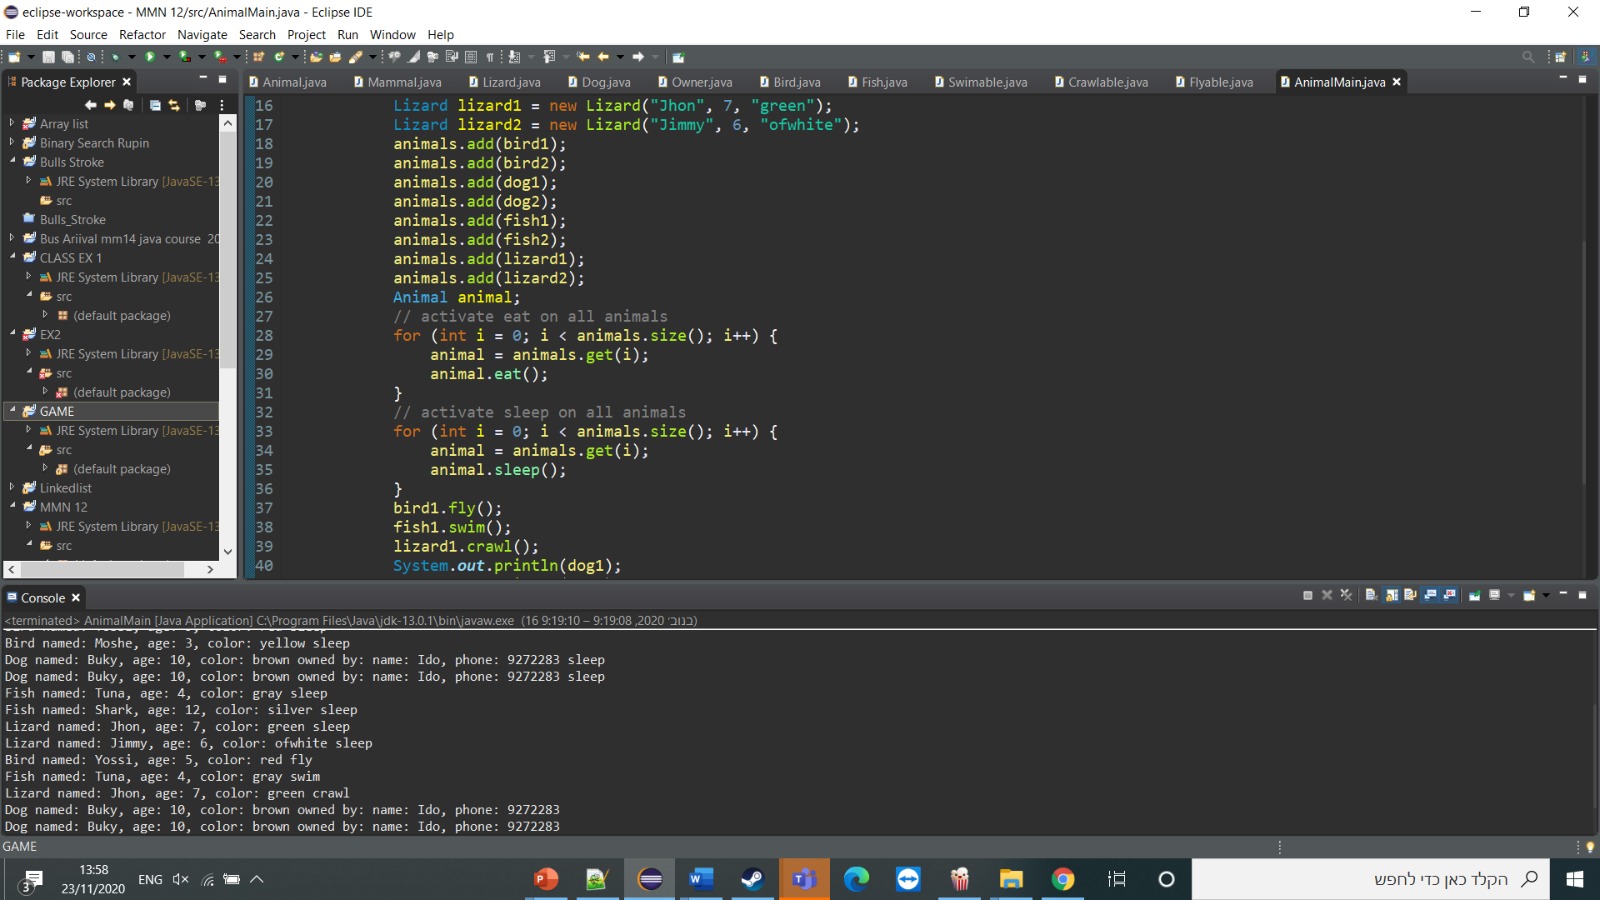 eclipse-workspace - MMN 12/src/AnimalMain.java - Eclipse IDE
File Edit Source Refactor Navigate Search Project Run Window Help
Package Explorer
Animal.java Mammal.java Lizard.java Dog.java Owner.java Bird.java Fish.java Swimable.java Crawlable.java Flyable.java AnimalMain.java
Array list
Binary Search Rupin
Bulls Stroke
JRE System Library [JavaSE-13
src
Bulls_Stroke
Bus Ariival mm14 java course 20
CLASS EX 1
JRE System Library [JavaSE-13
src
(default package)
EX2
JRE System Library [JavaSE-13
src
(default package)
GAME
JRE System Library [JavaSE-13
src
(default package)
Linkedlist
MMN 12
JRE System Library [JavaSE-13
src
16 Lizard lizard1 = new Lizard("Jhon", 7, "green");
17 Lizard lizard2 = new Lizard("Jimmy", 6, "ofwhite");
18 animals.add(bird1);
19 animals.add(bird2);
20 animals.add(dog1);
21 animals.add(dog2);
22 animals.add(fish1);
23 animals.add(fish2);
24 animals.add(lizard1);
25 animals.add(lizard2);
26 Animal animal;
27 // activate eat on all animals
28 for (int i = 0; i < animals.size(); i++) {
29 animal = animals.get(i);
30 animal.eat();
31 }
32 // activate sleep on all animals
33 for (int i = 0; i < animals.size(); i++) {
34 animal = animals.get(i);
35 animal.sleep();
36 }
37 bird1.fly();
38 fish1.swim();
39 lizard1.crawl();
40 System.out.println(dog1);
Console
<terminated> AnimalMain [Java Application] C:\Program Files\Java\jdk-13.0.1\bin\javaw.exe (16 בנוב׳ 2020, 9:19:08 – 9:19:10)
Bird named: Moshe, age: 3, color: yellow sleep
Dog named: Buky, age: 10, color: brown owned by: name: Ido, phone: 9272283 sleep
Dog named: Buky, age: 10, color: brown owned by: name: Ido, phone: 9272283 sleep
Fish named: Tuna, age: 4, color: gray sleep
Fish named: Shark, age: 12, color: silver sleep
Lizard named: Jhon, age: 7, color: green sleep
Lizard named: Jimmy, age: 6, color: ofwhite sleep
Bird named: Yossi, age: 5, color: red fly
Fish named: Tuna, age: 4, color: gray swim
Lizard named: Jhon, age: 7, color: green crawl
Dog named: Buky, age: 10, color: brown owned by: name: Ido, phone: 9272283
Dog named: Buky, age: 10, color: brown owned by: name: Ido, phone: 9272283
GAME
3
13:58
23/11/2020
ENG
הקלד כאן כדי לחפש